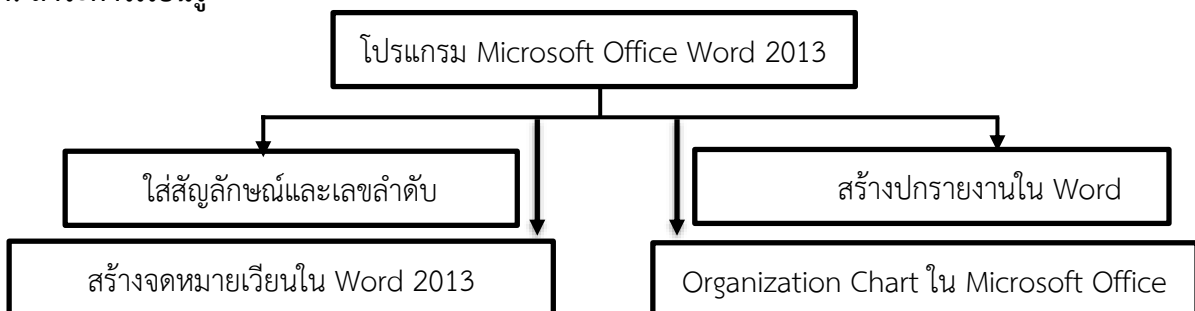 โปรแกรม Microsoft Office Word 2013
ใส่สัญลักษณ์และเลขลำดับ
สร้างปกรายงานใน Word
สร้างจดหมายเวียนใน Word 2013
Organization Chart ใน Microsoft Office